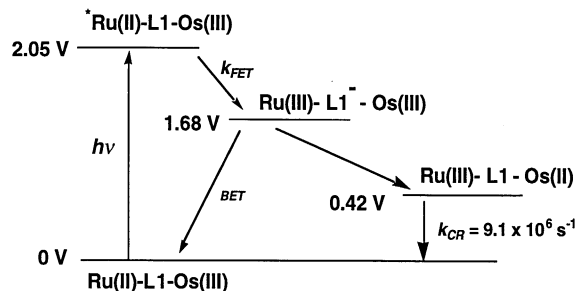 *Ru(II)-L1-Os(III)
2.05 V
kFET
Ru(III)- L1⁻ - Os(III)
1.68 V
hν
Ru(III)- L1 - Os(II)
BET
0.42 V
kCR = 9.1 x 10⁶ s⁻¹
0 V
Ru(II)-L1-Os(III)